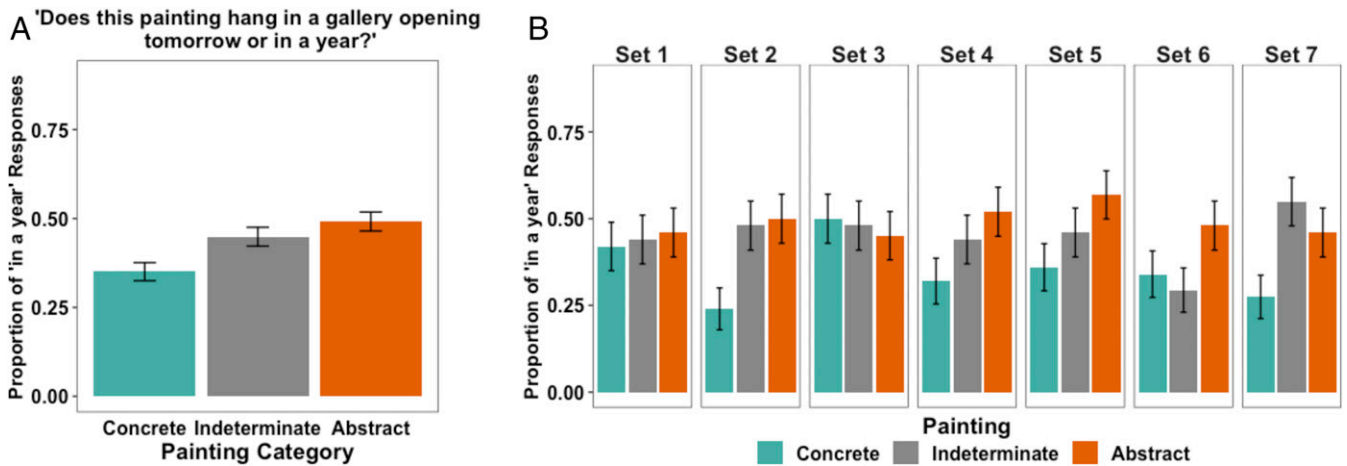 A
'Does this painting hang in a gallery opening
tomorrow or in a year?'
Proportion of 'in a year' Responses
0.75
0.50
0.25
0.00
Concrete Indeterminate Abstract
Painting Category
B
Set 1 Set 2 Set 3 Set 4 Set 5 Set 6 Set 7
Proportion of 'in a year' Responses
0.75
0.50
0.25
0.00
Painting
Concrete Indeterminate Abstract